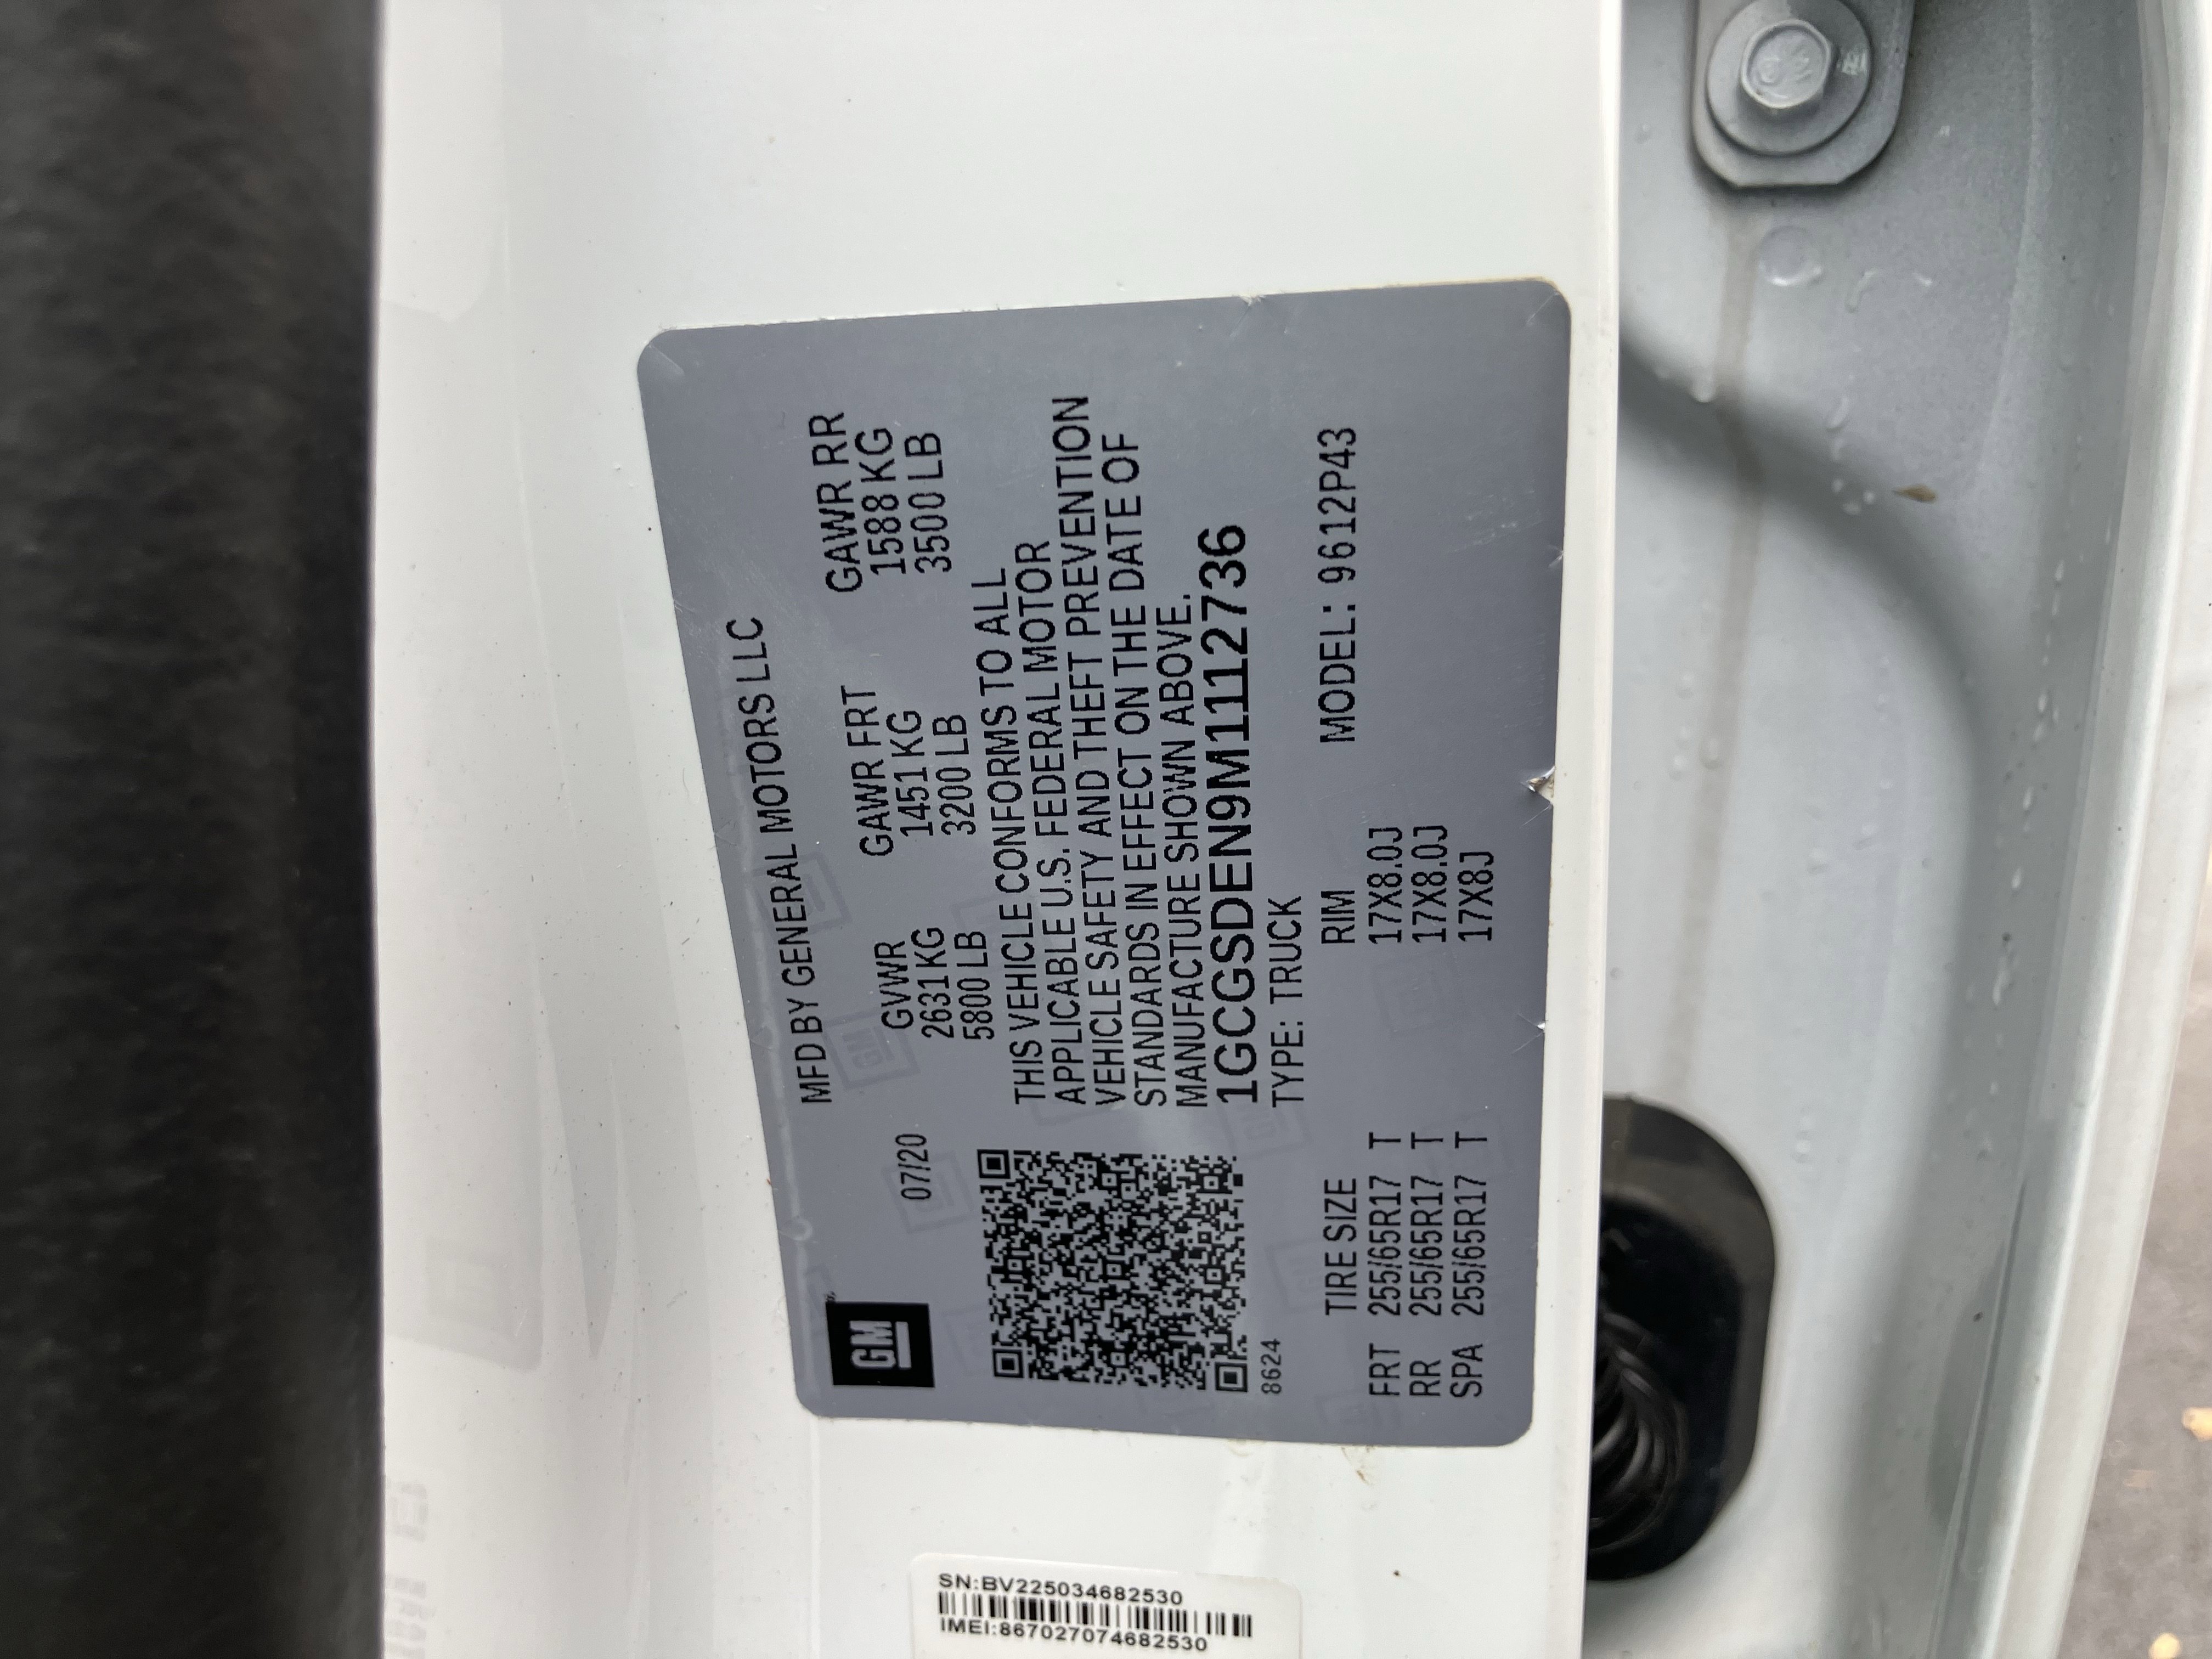 MFD BY GENERAL MOTORS LLC
GM
07/20
GVWR GAWR FRT GAWR RR
2631 KG 1451 KG 1588 KG
5800 LB 3200 LB 3500 LB
THIS VEHICLE CONFORMS TO ALL
APPLICABLE U.S. FEDERAL MOTOR
VEHICLE SAFETY AND THEFT PREVENTION
STANDARDS IN EFFECT ON THE DATE OF
MANUFACTURE SHOWN ABOVE.
1GCGSDEN9M1112736
8624 TYPE: TRUCK
TIRE SIZE RIM MODEL: 9612P43
FRT 255/65R17 T 17X8.0J
RR 255/65R17 T 17X8.0J
SPA 255/65R17 T 17X8J
SN:BV225034682530
IMEI:867027074682530